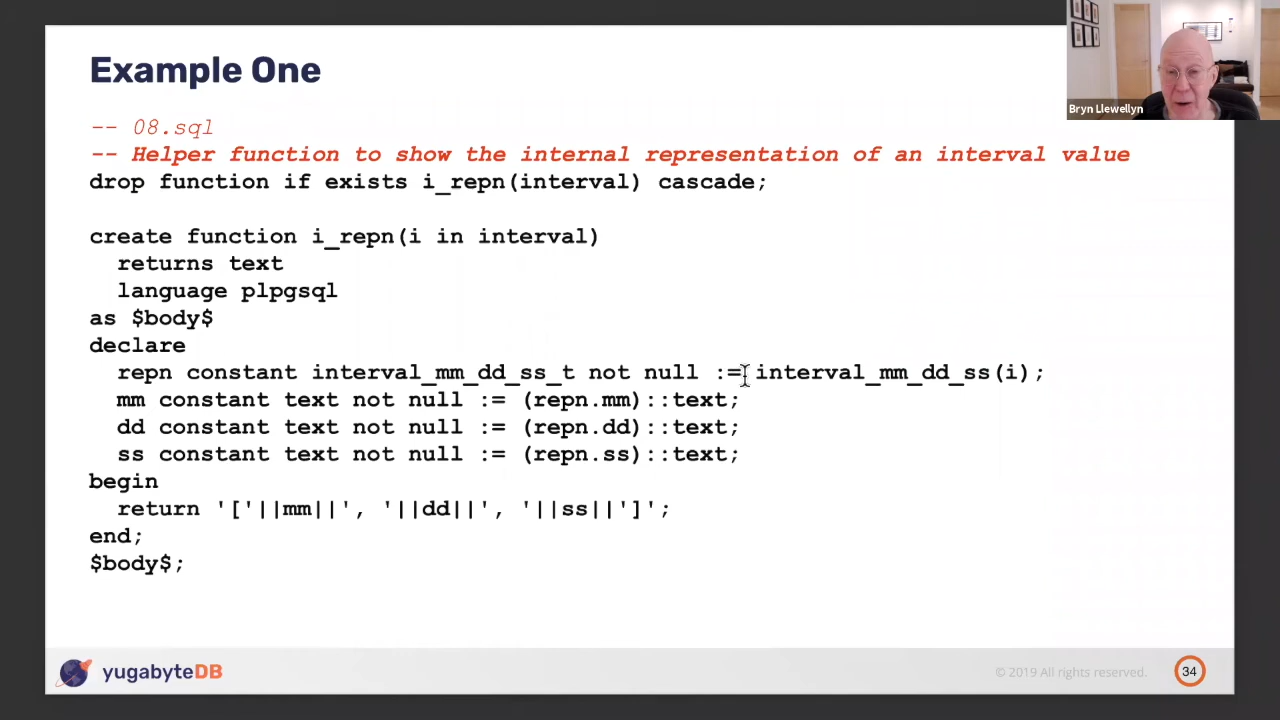 Example One
Bryn Llewellyn
-- 08.sql
-- Helper function to show the internal representation of an interval value
drop function if exists i_repn(interval) cascade;
create function i_repn(i in interval)
returns text
language plpgsql
as $body$
declare
repn constant interval_mm_dd_ss_t not null := interval_mm_dd_ss(i);
mm constant text not null := (repn.mm)::text;
dd constant text not null := (repn.dd)::text;
ss constant text not null := (repn.ss)::text;
begin
return '['||mm||', '||dd||', '||ss||']';
end;
$body$;
yugabyteDB
© 2019 All rights reserved.
34